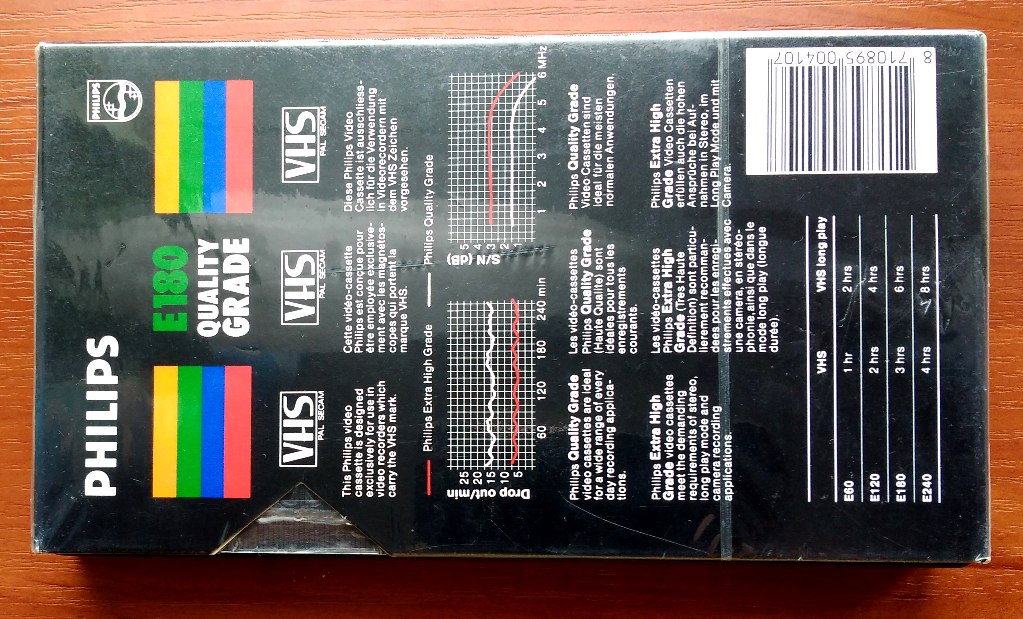 PHILIPS
PHILIPS
E180
QUALITY
GRADE
VHS
PAL SECAM
VHS
PAL SECAM
VHS
PAL SECAM
This Philips video
cassette is designed
exclusively for use in
video recorders which
carry the VHS mark.
Cette vidéo-cassette
Philips est conçue pour
être employée exclusive-
ment avec les magnétos-
copes qui portent la
marque VHS.
Diese Philips Video
Cassette ist ausschliess-
lich für die Verwendung
in Videorecordern mit
dem VHS Zeichen
vorgesehen.
Philips Extra High Grade
Philips Quality Grade
Drop out/min
25
20
15
10
5
60
120
180
240 min
S/N (dB)
5
4
3
2
1
1
2
3
4
5
6 MHz
Philips Quality Grade
video cassettes are ideal
for a wide range of every
day recording applica-
tions.
Les vidéo-cassettes
Philips Quality Grade
(Haute Qualité) sont
idéales pour tous les
enregistrements
courants.
Philips Quality Grade
Video Cassetten sind
ideal für die meisten
normalen Anwendungen.
Philips Extra High
Grade video cassettes
meet the demanding
requirements of stereo,
long play mode and
camera recording
applications.
Les vidéo-cassettes
Philips Extra High
Grade (Très Haute
Definition) sont particu-
lièrement recomman-
dées pour les enregi-
strements effectues avec
une camera, en stéréo-
phonie, ainsi que dans le
mode long play (longue
durée).
Philips Extra High
Grade Video Cassetten
erfüllen auch die hohen
Ansprüche bei Auf-
nahmen in Stereo, im
Long Play Mode und mit
Camera.
VHS VHS long play
E60 1 hr 2 hrs
E120 2 hrs 4 hrs
E180 3 hrs 6 hrs
E240 4 hrs 8 hrs
8 710895 004107